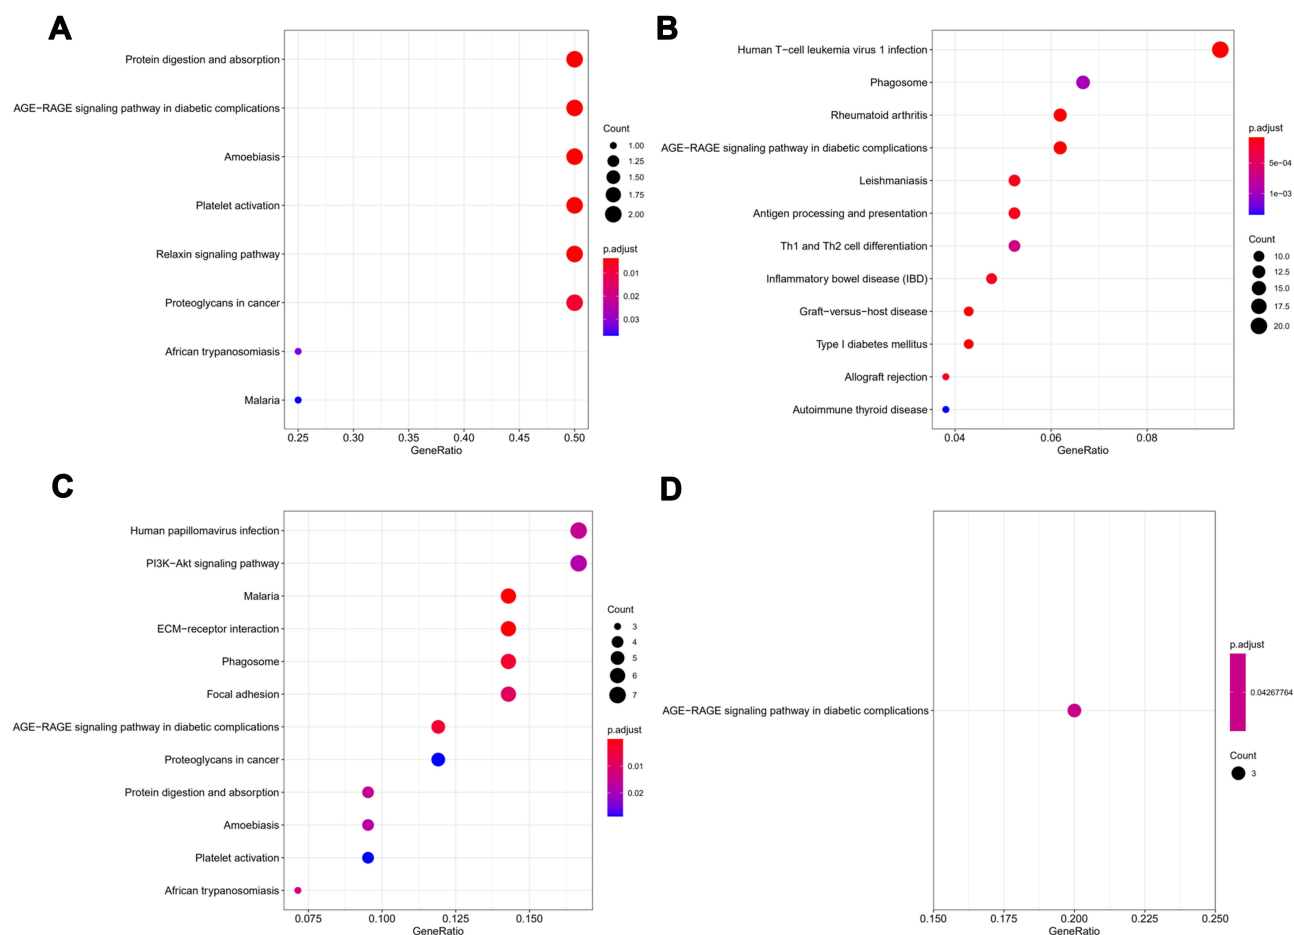 A
Protein digestion and absorption
AGE−RAGE signaling pathway in diabetic complications
Amoebiasis
Platelet activation
Relaxin signaling pathway
Proteoglycans in cancer
African trypanosomiasis
Malaria
0.25 0.30 0.35 0.40 0.45 0.50
GeneRatio
Count
1.00
1.25
1.50
1.75
2.00
p.adjust
0.01
0.02
0.03
B
Human T−cell leukemia virus 1 infection
Phagosome
Rheumatoid arthritis
AGE−RAGE signaling pathway in diabetic complications
Leishmaniasis
Antigen processing and presentation
Th1 and Th2 cell differentiation
Inflammatory bowel disease (IBD)
Graft−versus−host disease
Type I diabetes mellitus
Allograft rejection
Autoimmune thyroid disease
0.04 0.06 0.08
GeneRatio
p.adjust
5e−04
1e−03
Count
10.0
12.5
15.0
17.5
20.0
C
Human papillomavirus infection
PI3K−Akt signaling pathway
Malaria
ECM−receptor interaction
Phagosome
Focal adhesion
AGE−RAGE signaling pathway in diabetic complications
Proteoglycans in cancer
Protein digestion and absorption
Amoebiasis
Platelet activation
African trypanosomiasis
0.075 0.100 0.125 0.150
GeneRatio
Count
3
4
5
6
7
p.adjust
0.01
0.02
D
AGE−RAGE signaling pathway in diabetic complications
0.150 0.175 0.200 0.225 0.250
GeneRatio
p.adjust
0.04267764
Count
3